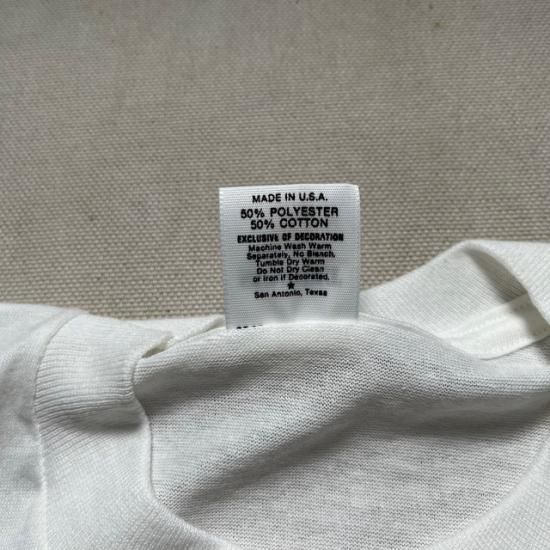 MADE IN U.S.A.
50% POLYESTER
50% COTTON
EXCLUSIVE OF DECORATION
Machine Wash Warm
Separately, No Bleach,
Tumble Dry Warm
Do Not Dry Clean
or Iron if Decorated.
★
San Antonio, Texas